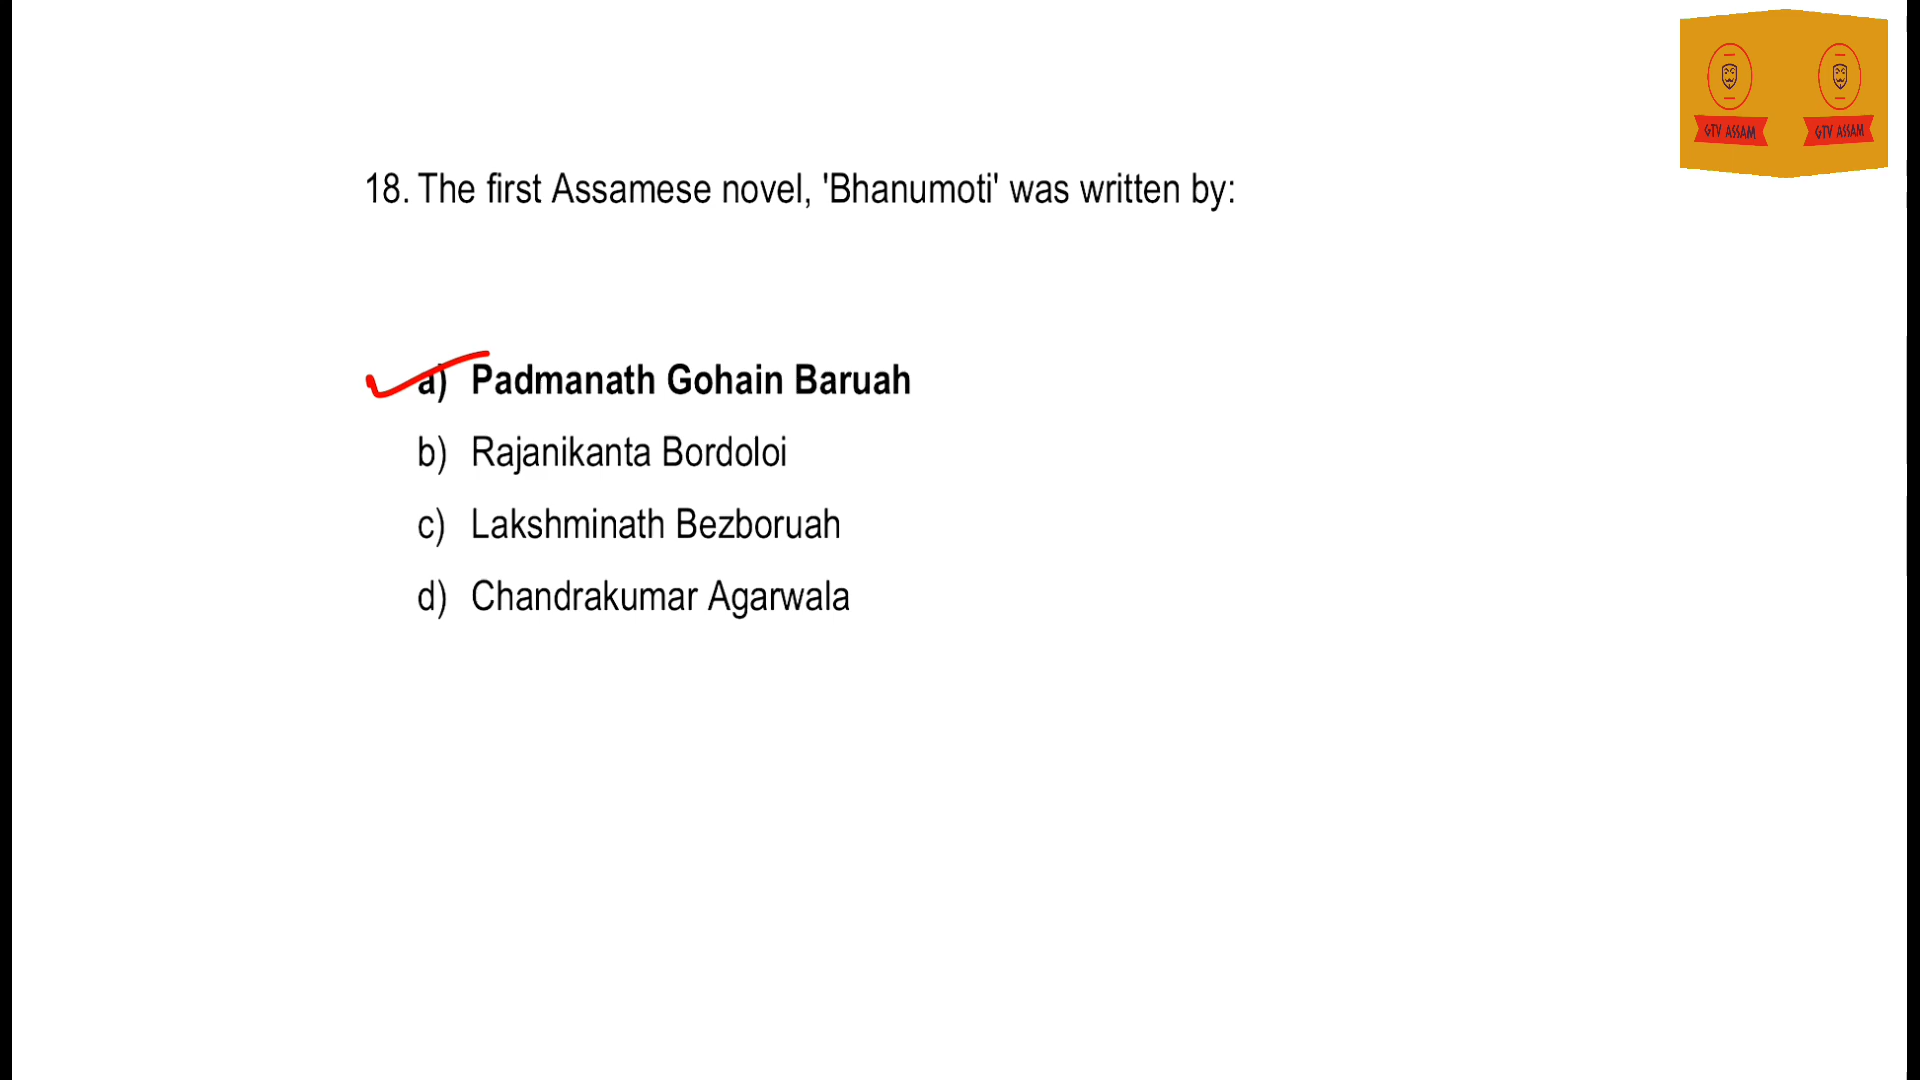 GTV ASSAM GTV ASSAM
18. The first Assamese novel, 'Bhanumoti' was written by:
a) Padmanath Gohain Baruah
b) Rajanikanta Bordoloi
c) Lakshminath Bezboruah
d) Chandrakumar Agarwala